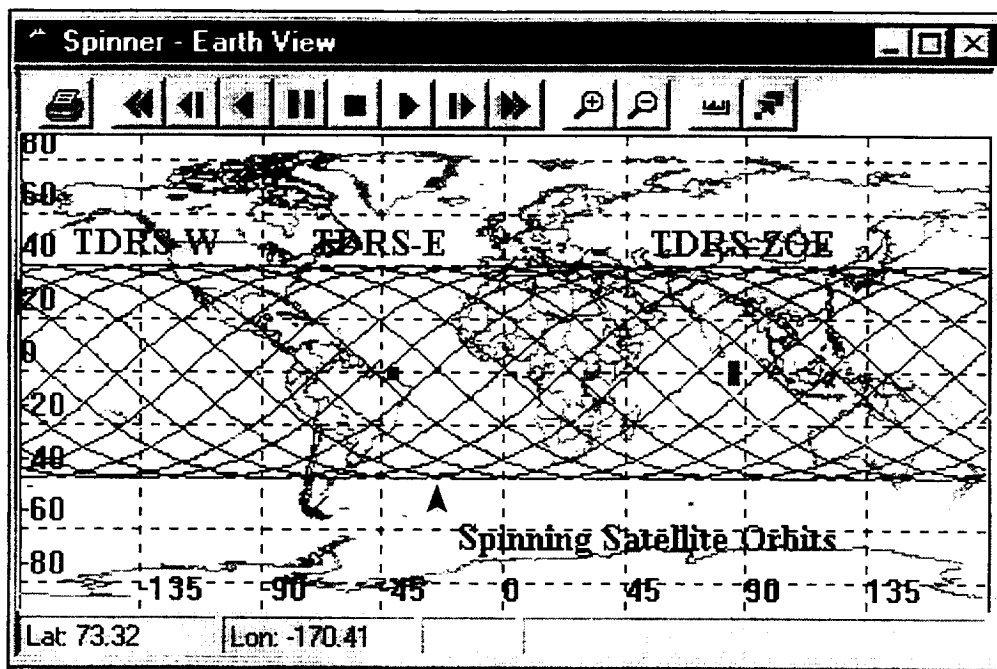 Spinner - Earth View
80
60
TDRS-W TDRS-E TDRS-ZOE
40
20
0
-20
-40
-60
Spinning Satellite Orbits
-80
-135 -90 -45 0 45 90 135
Lat: 73.32 Lon: -170.41